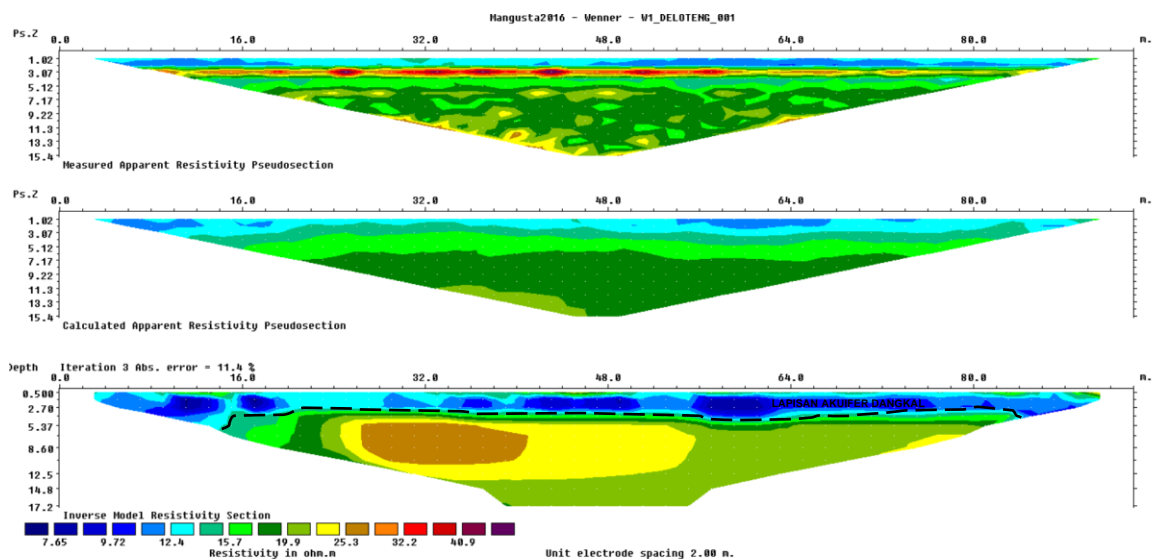 Mangusta2016 - Wenner - W1_DELOTENG_001
Ps.Z 0.0 16.0 32.0 48.0 64.0 80.0 m.
1.02
3.07
5.12
7.17
9.22
11.3
13.3
15.4
Measured Apparent Resistivity Pseudosection
Ps.Z 0.0 16.0 32.0 48.0 64.0 80.0 m.
1.02
3.07
5.12
7.17
9.22
11.3
13.3
15.4
Calculated Apparent Resistivity Pseudosection
Depth Iteration 3 Abs. error = 11.4 %
0.0 16.0 32.0 48.0 64.0 80.0 m.
0.500
2.70
LAPISAN AKUIFER DANGKAL
5.37
8.60
12.5
14.8
17.2
Inverse Model Resistivity Section
7.65 9.72 12.4 15.7 19.9 25.3 32.2 40.9
Resistivity in ohm.m Unit electrode spacing 2.00 m.